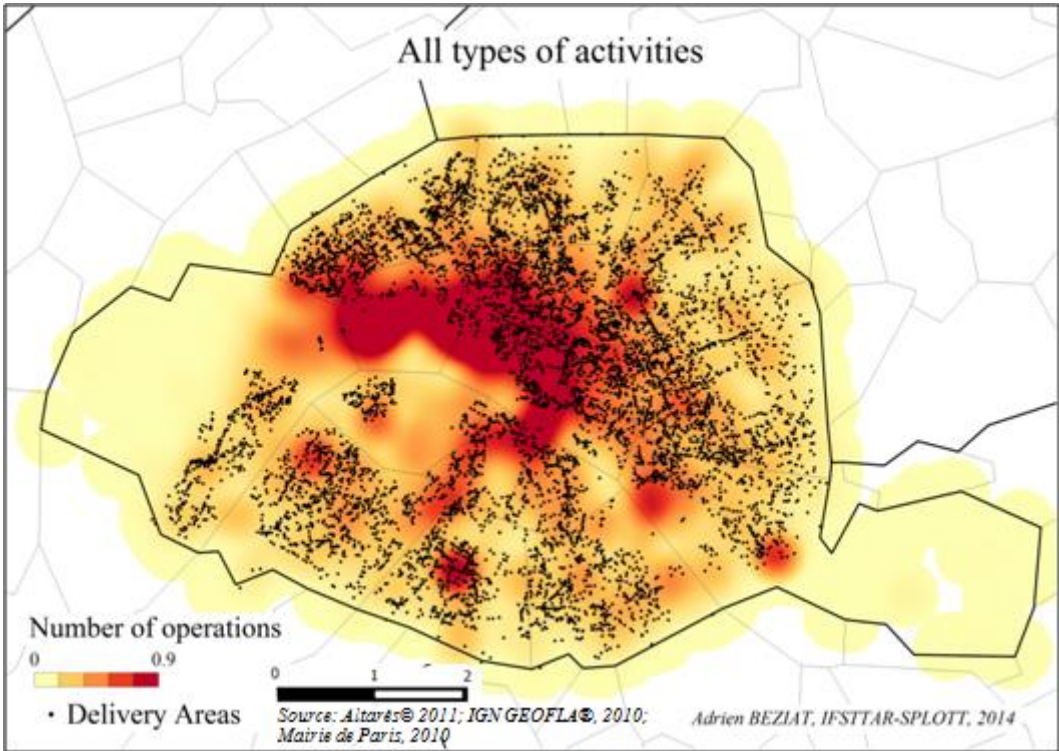 All types of activities
Number of operations
0 0.9
• Delivery Areas
0 1 2
Source: Altarés© 2011; IGN GEOFLA®, 2010;
Mairie de Paris, 2010
Adrien BEZIAT, IFSTTAR-SPLOTT, 2014